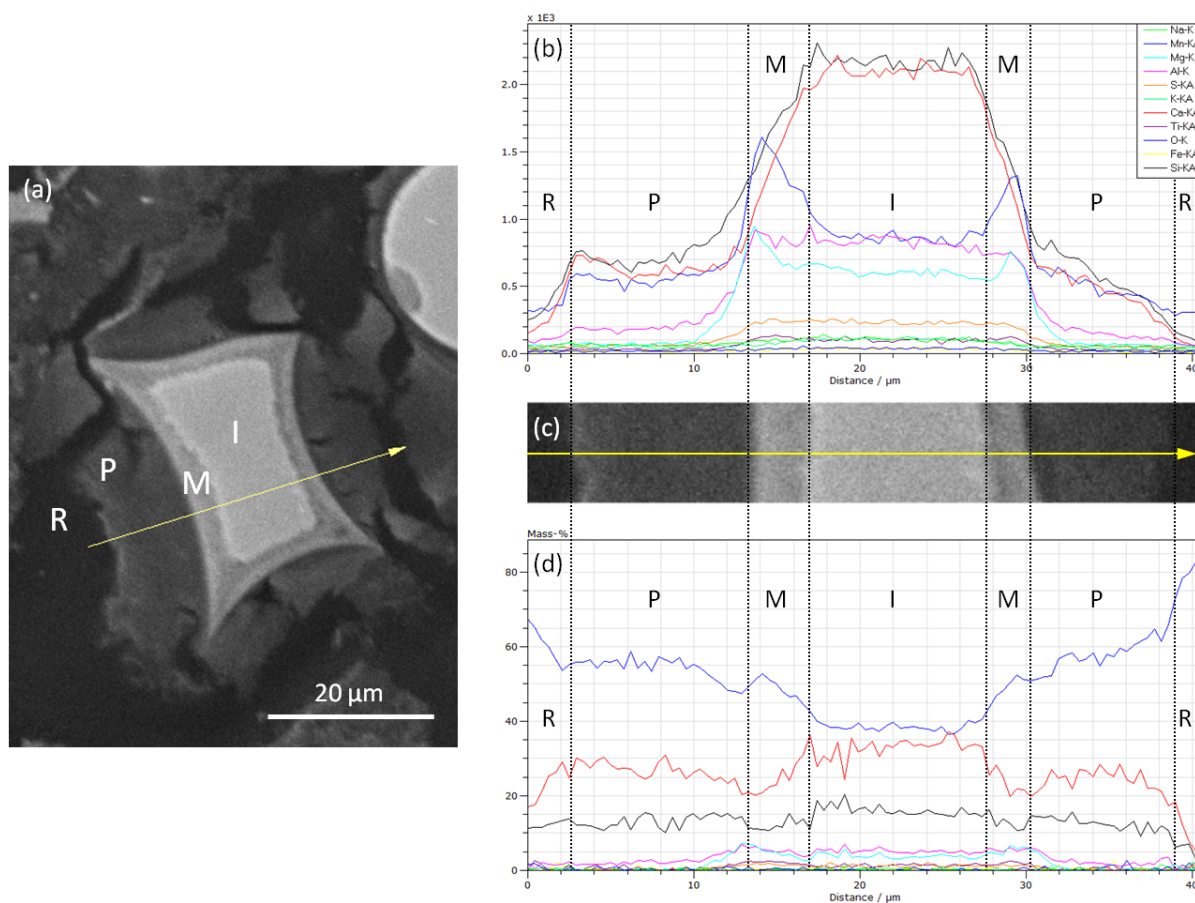 (a)
R
P
M
I
20 µm
x 1E3
(b)
M
M
R
P
I
P
R
2.0
1.5
1.0
0.5
0.0
0
10
20
30
40
Distance / µm
Na-K
Mn-K
Mg-K
Al-K
S-KA
K-KA
Ca-KA
Ti-KA
O-K
Fe-KA
Si-KA
(c)
Mass-%
(d)
P
M
I
M
P
R
R
80
60
40
20
0
0
10
20
30
40
Distance / µm